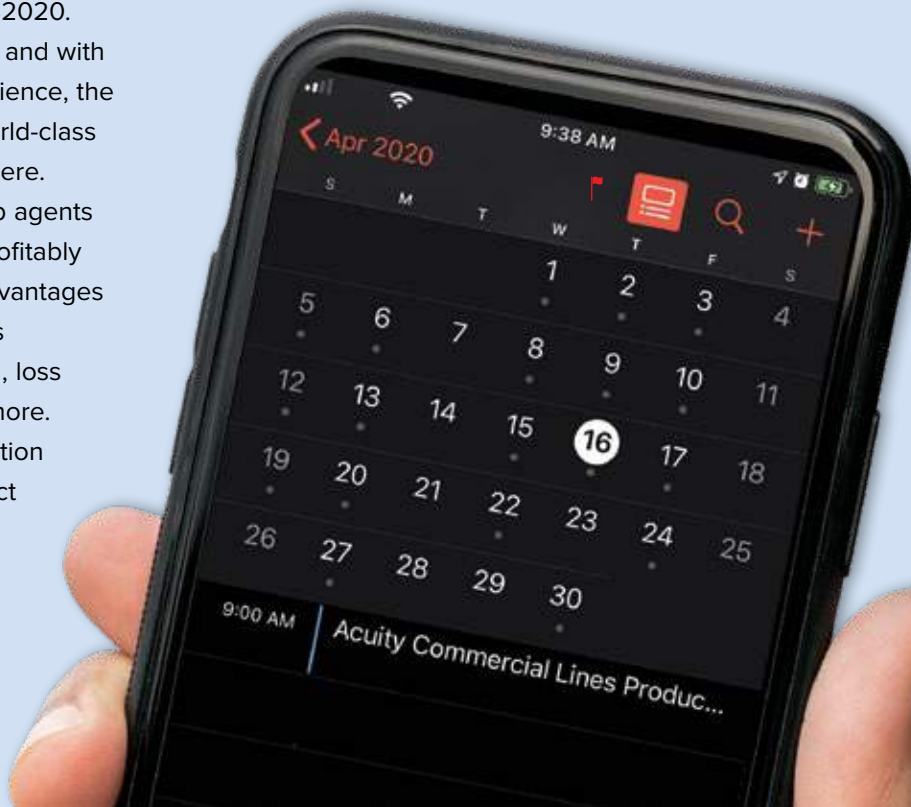 2020.
and with
ience, the
rld-class
ere.
o agents
ofitably
vantages
s
, loss
nore.
tion
ct
9:38 AM
Apr 2020
S M T W T F S
1 2 3 4
5 6 7 8 9 10 11
12 13 14 15 16 17 18
19 20 21 22 23 24 25
26 27 28 29 30
9:00 AM Acuity Commercial Lines Produc...